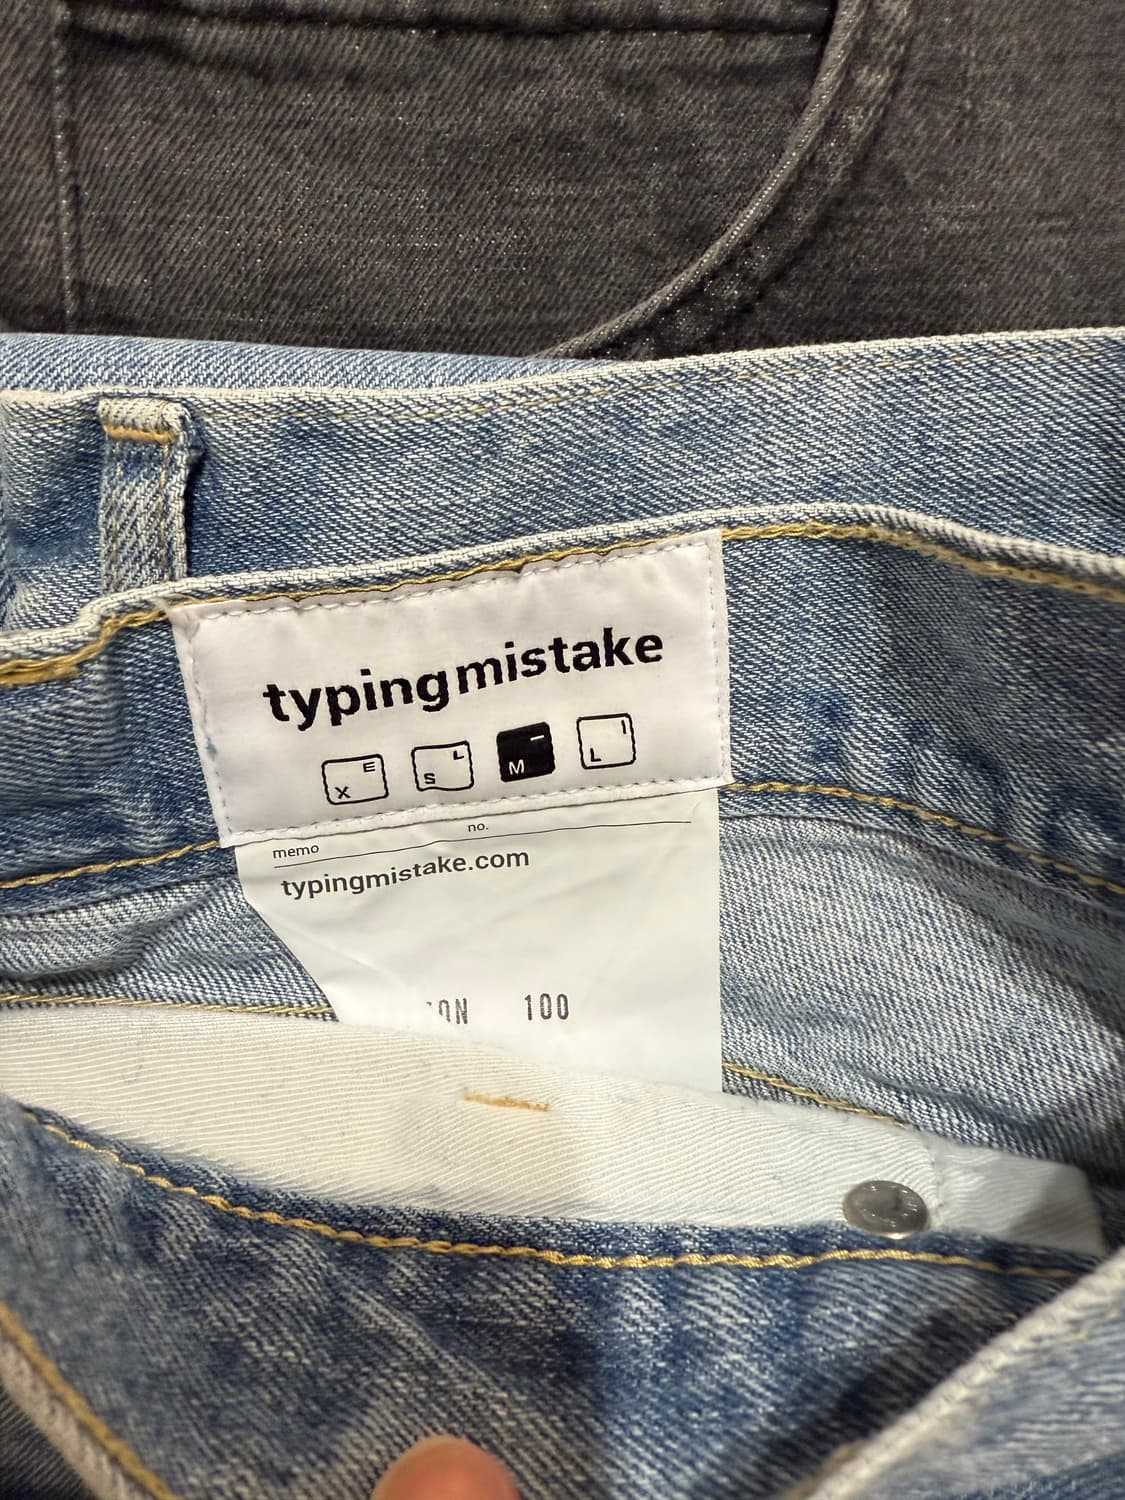 typingmistake
X E S L M – L I
memo no.
typingmistake.com
100